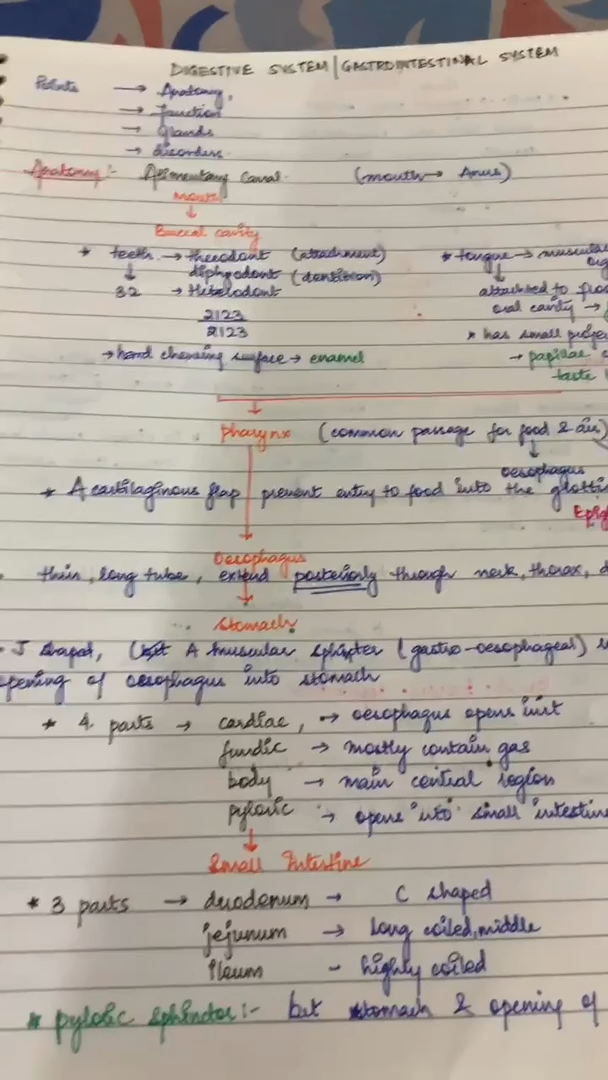 DIGESTIVE SYSTEM | GASTROINTESTINAL SYSTEM
Points → Anatomy,
→ function
→ Glands
→ disorders
Anatomy:- Alimentary Canal (mouth → Anus)
Mouth
↓
Buccal cavity
* teeth → thecodont (attachment) * tongue → muscular
↓ diphyodont (dentition) ↓
32 → Heterodont attached to
2123 oral cavity →
2123 * has small
→ hard chewing surface → enamel → papillae
taste
↓
pharynx (common passage for food & air)
↓
oesophagus
* A cartilaginous flap prevent entry to food into the
↓
Oesophagus
thin, long tube, extend posteriorly through neck, thorax,
↓
Stomach
J shaped, A muscular sphincter (gastro-oesophageal)
opening of oesophagus into stomach
* 4 parts → cardiac, → oesophagus opens
fundic → mostly contain gas
body → main central region
pyloric → opens into small intestine
↓
Small Intestine
* 3 parts → duodenum → C shaped
jejunum → long coiled, middle
Ileum - highly coiled
* pyloric sphincter:- bet stomach & opening of